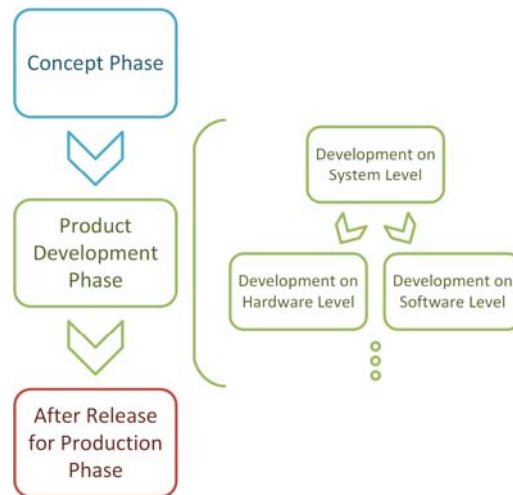 Concept Phase
Product
Development
Phase
After Release
for Production
Phase
Development on
System Level
Development on
Hardware Level
Development on
Software Level